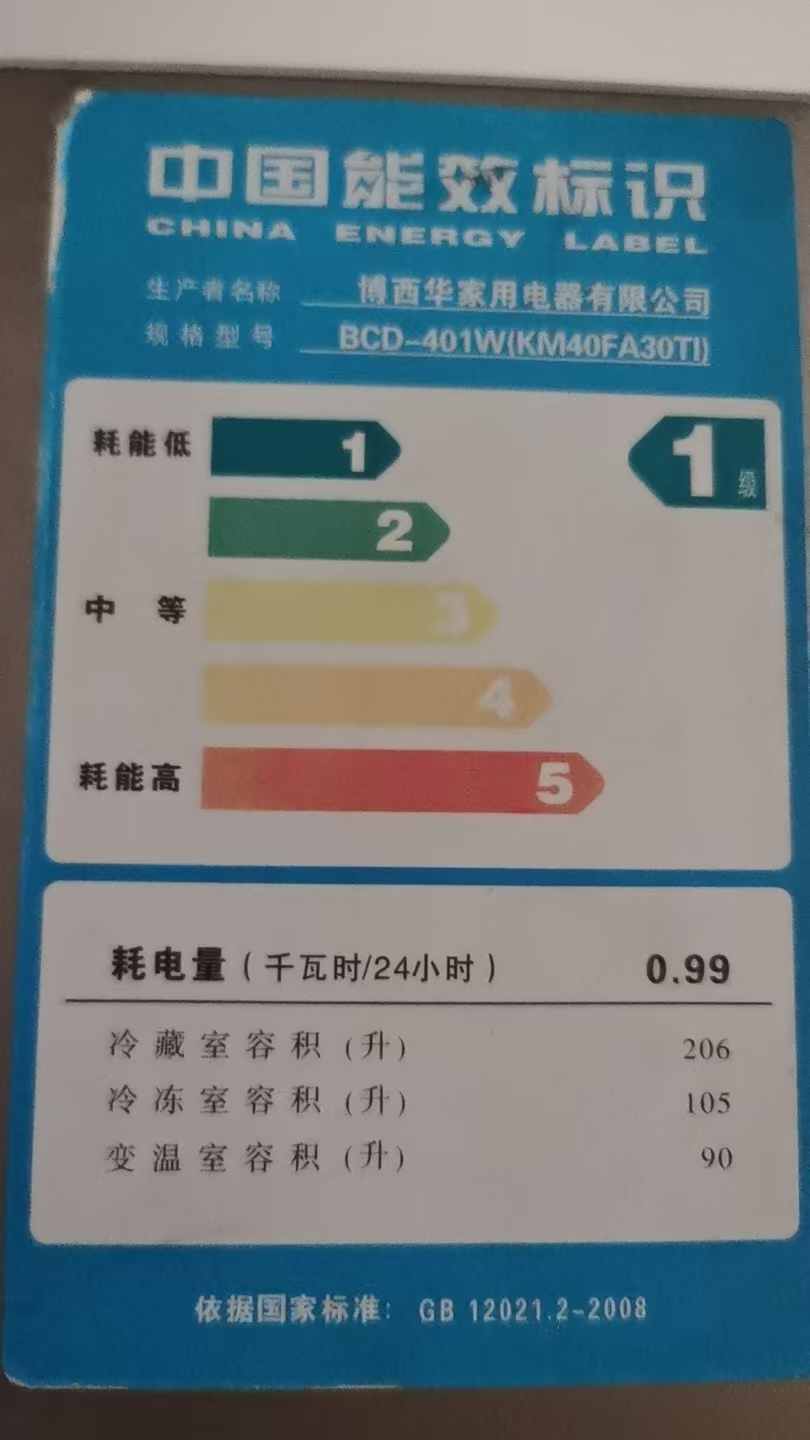 中国能效标识
CHINA ENERGY LABEL
生产者名称 博西华家用电器有限公司
规格型号 BCD-401W(KM40FA30TI)
耗能低 1 1级
2
中等 3
4
耗能高 5
耗电量(千瓦时/24小时) 0.99
冷藏室容积(升) 206
冷冻室容积(升) 105
变温室容积(升) 90
依据国家标准: GB 12021.2-2008